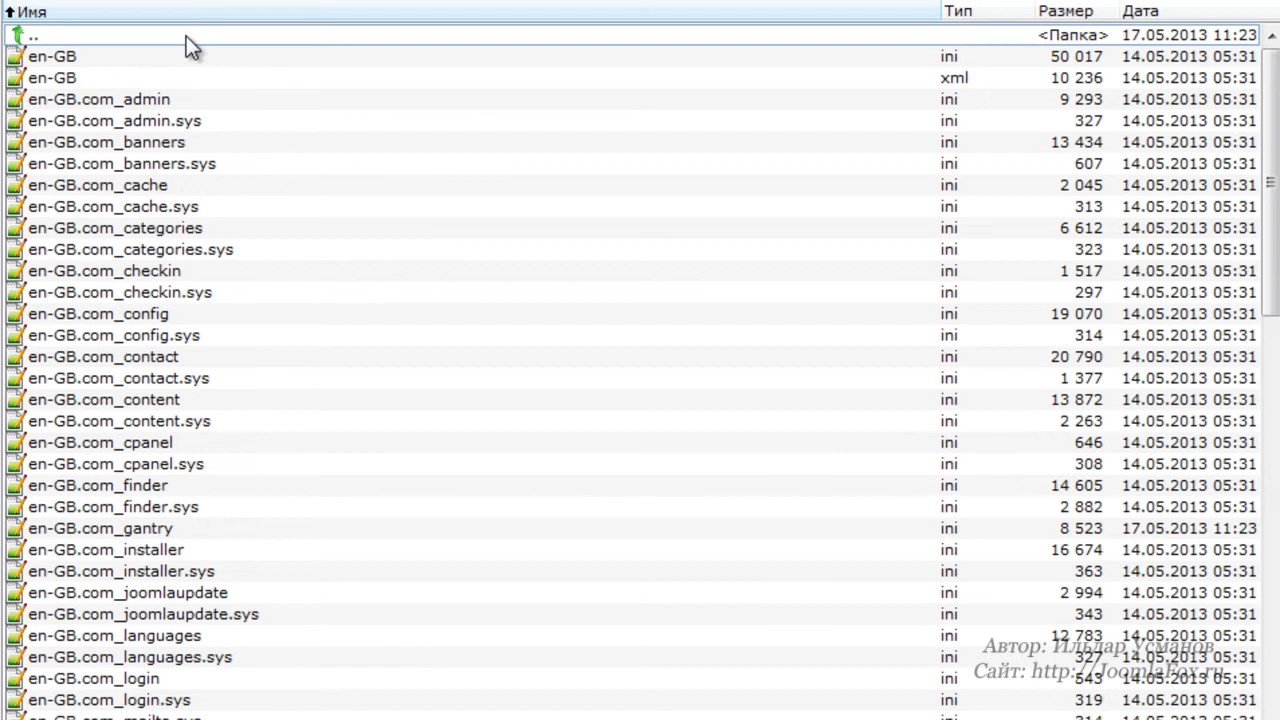 Имя Тип Размер Дата
.. <Папка> 17.05.2013 11:23
en-GB ini 50 017 14.05.2013 05:31
en-GB xml 10 236 14.05.2013 05:31
en-GB.com_admin ini 9 293 14.05.2013 05:31
en-GB.com_admin.sys ini 327 14.05.2013 05:31
en-GB.com_banners ini 13 434 14.05.2013 05:31
en-GB.com_banners.sys ini 607 14.05.2013 05:31
en-GB.com_cache ini 2 045 14.05.2013 05:31
en-GB.com_cache.sys ini 313 14.05.2013 05:31
en-GB.com_categories ini 6 612 14.05.2013 05:31
en-GB.com_categories.sys ini 323 14.05.2013 05:31
en-GB.com_checkin ini 1 517 14.05.2013 05:31
en-GB.com_checkin.sys ini 297 14.05.2013 05:31
en-GB.com_config ini 19 070 14.05.2013 05:31
en-GB.com_config.sys ini 314 14.05.2013 05:31
en-GB.com_contact ini 20 790 14.05.2013 05:31
en-GB.com_contact.sys ini 1 377 14.05.2013 05:31
en-GB.com_content ini 13 872 14.05.2013 05:31
en-GB.com_content.sys ini 2 263 14.05.2013 05:31
en-GB.com_cpanel ini 646 14.05.2013 05:31
en-GB.com_cpanel.sys ini 308 14.05.2013 05:31
en-GB.com_finder ini 14 605 14.05.2013 05:31
en-GB.com_finder.sys ini 2 882 14.05.2013 05:31
en-GB.com_gantry ini 8 523 17.05.2013 11:23
en-GB.com_installer ini 16 674 14.05.2013 05:31
en-GB.com_installer.sys ini 363 14.05.2013 05:31
en-GB.com_joomlaupdate ini 2 994 14.05.2013 05:31
en-GB.com_joomlaupdate.sys ini 343 14.05.2013 05:31
en-GB.com_languages ini 12 783 14.05.2013 05:31
Автор: Ильдар Усманов
en-GB.com_languages.sys ini 327 14.05.2013 05:31
Сайт: http://JoomlaFox.ru
en-GB.com_login ini 543 14.05.2013 05:31
en-GB.com_login.sys ini 319 14.05.2013 05:31